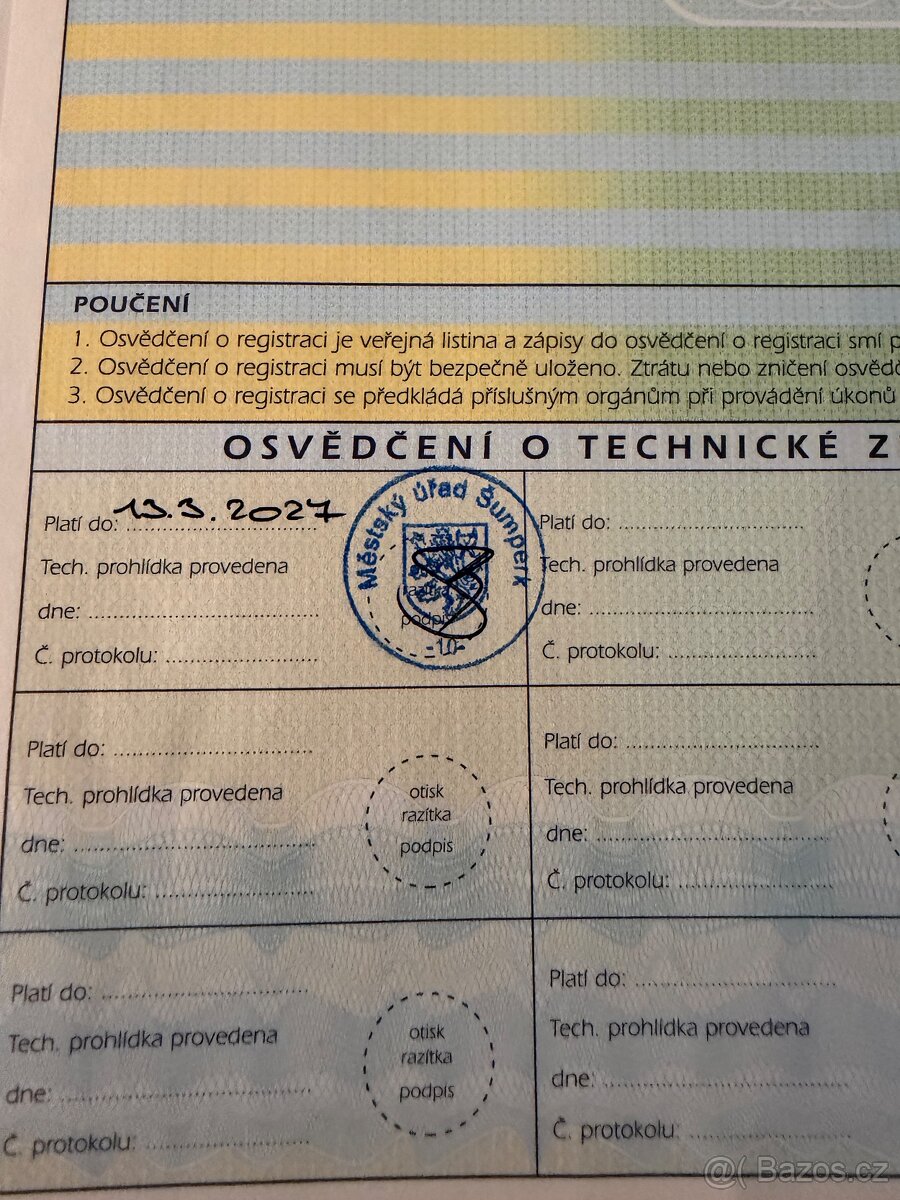 POUČENÍ
1. Osvědčení o registraci je veřejná listina a zápisy do osvědčení o registraci smí
2. Osvědčení o registraci musí být bezpečně uloženo. Ztrátu nebo zničení
3. Osvědčení o registraci se předkládá příslušným orgánům při provádění úkonů
OSVĚDČENÍ O TECHNICKÉ
Platí do: 13.3.2027
Tech. prohlídka provedena
dne:
Č. protokolu:
Městský úřad Šumperk
razítka
podpis
-10-
Platí do:
Tech. prohlídka provedena
dne:
Č. protokolu:
Platí do:
Tech. prohlídka provedena
dne:
Č. protokolu:
otisk
razítka
podpis
Platí do:
Tech. prohlídka provedena
dne:
Č. protokolu:
Platí do:
Tech. prohlídka provedena
dne:
Č. protokolu:
otisk
razítka
podpis
Platí do:
Tech. prohlídka provedena
dne:
Č. protokolu:
@( Bazos.cz